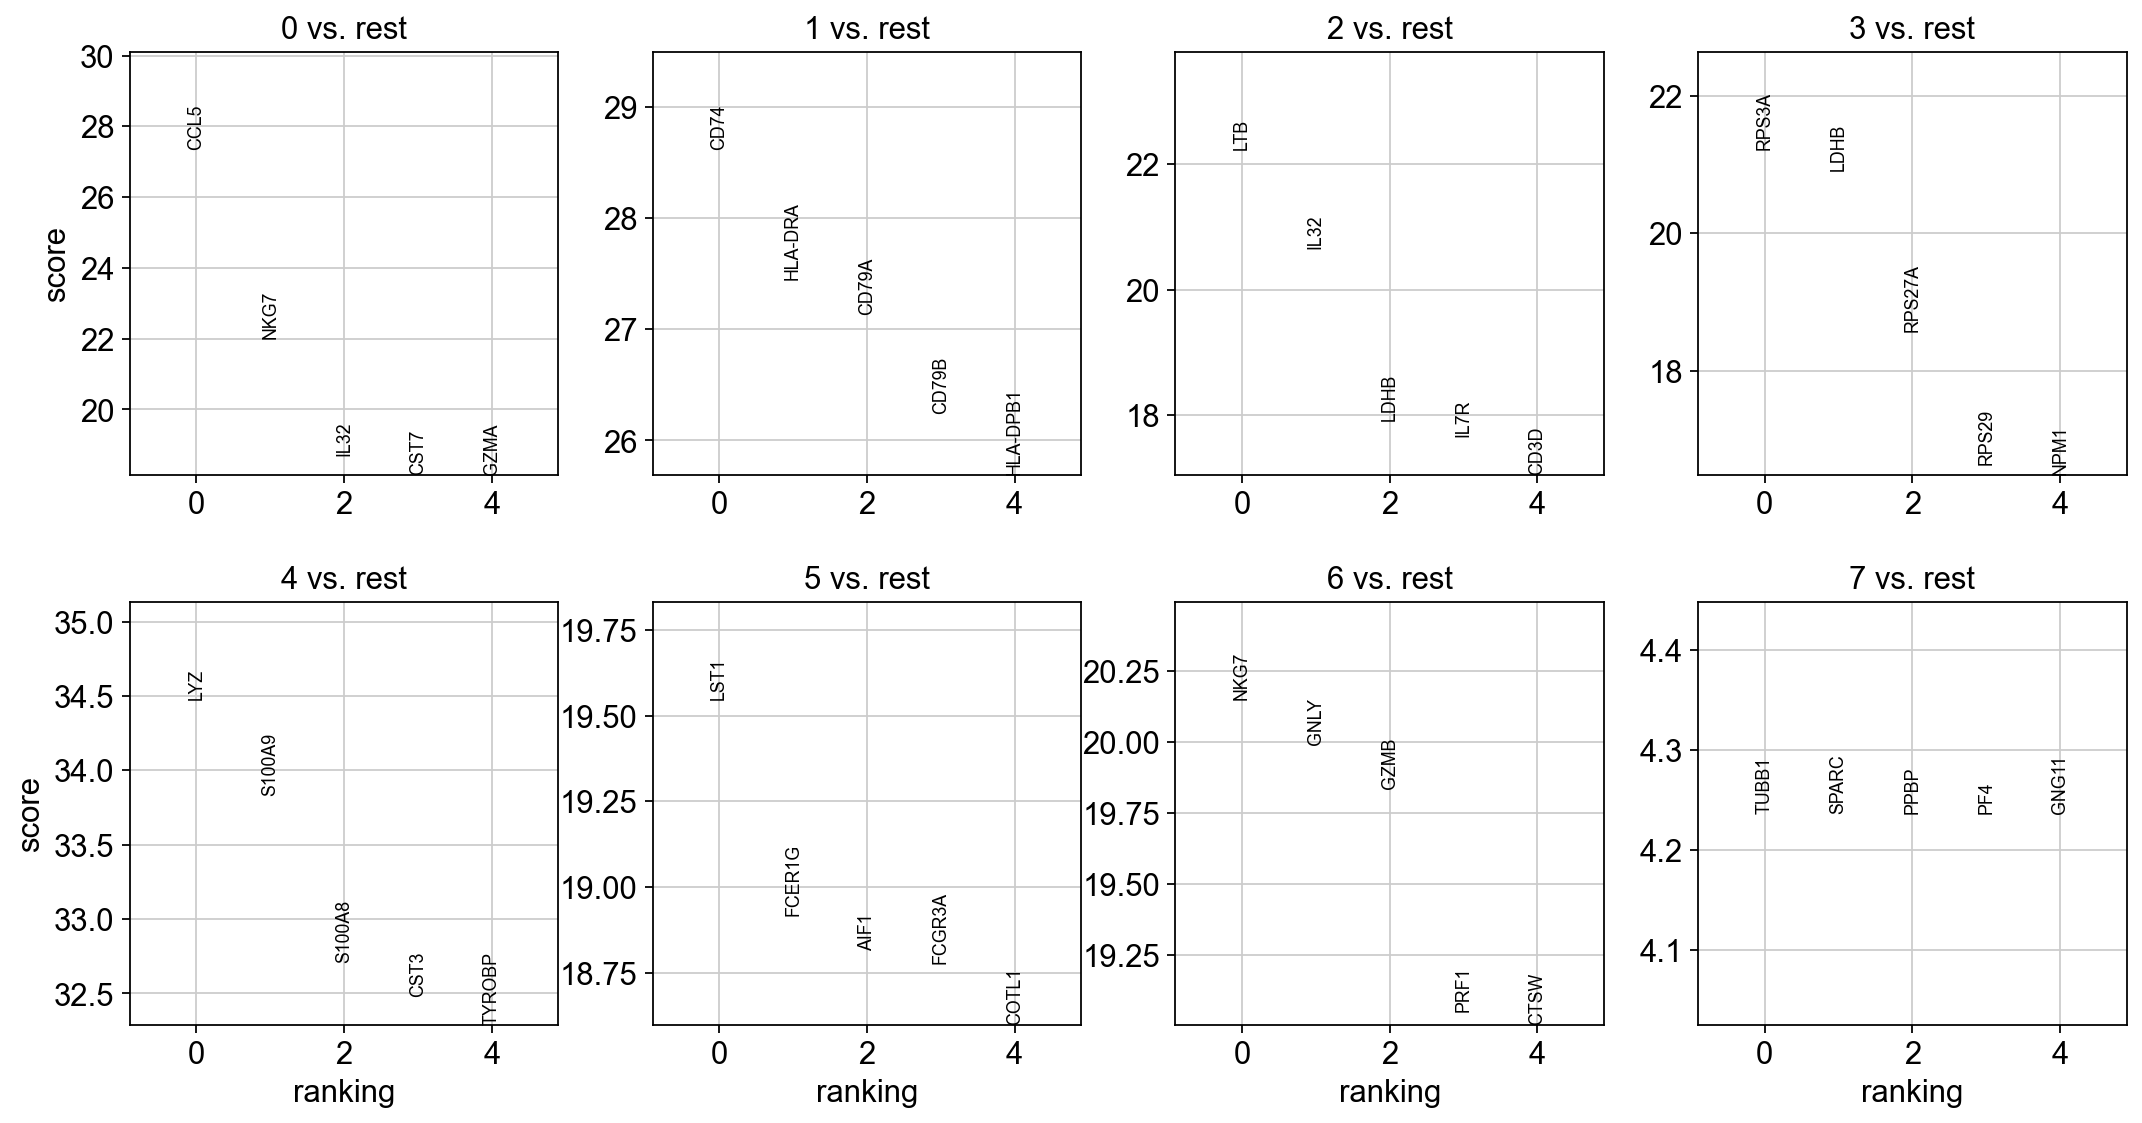 0 vs. rest
score
30
28
26
24
22
20
CCL5
NKG7
IL32
CST7
GZMA
0 2 4
1 vs. rest
29
28
27
26
CD74
HLA-DRA
CD79A
CD79B
HLA-DPB1
0 2 4
2 vs. rest
22
20
18
LTB
IL32
LDHB
IL7R
CD3D
0 2 4
3 vs. rest
22
20
18
RPS3A
LDHB
RPS27A
RPS29
NPM1
0 2 4
4 vs. rest
score
35.0
34.5
34.0
33.5
33.0
32.5
LYZ
S100A9
S100A8
CST3
TYROBP
0 2 4
ranking
5 vs. rest
19.75
19.50
19.25
19.00
18.75
LST1
FCER1G
AIF1
FCGR3A
COTL1
0 2 4
ranking
6 vs. rest
20.25
20.00
19.75
19.50
19.25
NKG7
GNLY
GZMB
PRF1
CTSW
0 2 4
ranking
7 vs. rest
4.4
4.3
4.2
4.1
TUBB1
SPARC
PPBP
PF4
GNG11
0 2 4
ranking